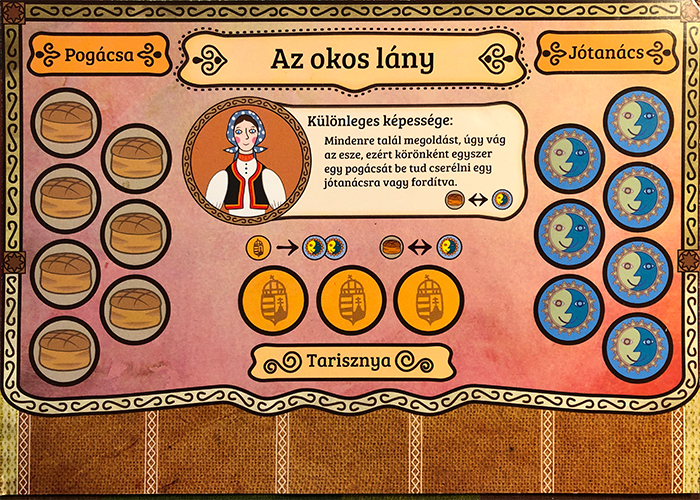 Pogácsa
Az okos lány
Jótanács
Különleges képessége:
Mindenre talál megoldást, úgy vág
az esze, ezért körönként egyszer
egy pogácsát be tud cserélni egy
jótanácsra vagy fordítva.
Tarisznya